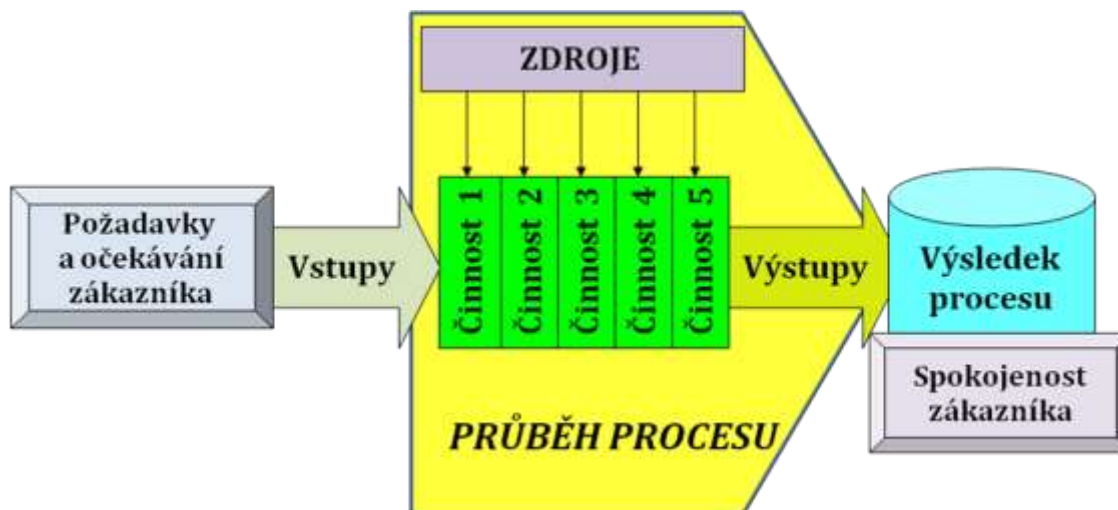 ZDROJE
Požadavky
a očekávání
zákazníka
Vstupy
Činnost 1
Činnost 2
Činnost 3
Činnost 4
Činnost 5
Výstupy
Výsledek
procesu
Spokojenost
zákazníka
PRŮBĚH PROCESU